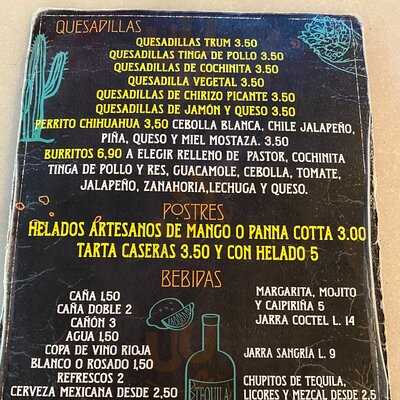 QUESADILLAS
QUESADILLAS TRUM 3.50
QUESADILLAS TINGA DE POLLO 3.50
QUESADILLAS DE COCHINITA 3.50
QUESADILLA VEGETAL 3.50
QUESADILLAS DE CHIRIZO PICANTE 3.50
QUESADILLAS DE JAMÓN Y QUESO 3.50
PERRITO CHIHUAHUA 3,50 CEBOLLA BLANCA, CHILE JALAPEÑO,
PIÑA, QUESO Y MIEL MOSTAZA. 3.50
BURRITOS 6,90 A ELEGIR RELLENO DE PASTOR, COCHINITA
TINGA DE POLLO Y RES, GUACAMOLE, CEBOLLA, TOMATE,
JALAPEÑO, ZANAHORIA,LECHUGA Y QUESO.
POSTRES
HELADOS ARTESANOS DE MANGO O PANNA COTTA 3.00
TARTA CASERAS 3.50 Y CON HELADO 5
BEBIDAS
CAÑA 1,50
CAÑA DOBLE 2
CAÑÓN 3
AGUA 1,50
COPA DE VINO RIOJA
BLANCO O ROSADO 1,50
REFRESCOS 2
CERVEZA MEXICANA DESDE 2,50
TEQUILA
MARGARITA, MOJITO
Y CAIPIRIÑA 5
JARRA COCTEL L. 14
JARRA SANGRÍA L. 9
CHUPITOS DE TEQUILA,
LICORES Y MEZCAL DESDE 2,5